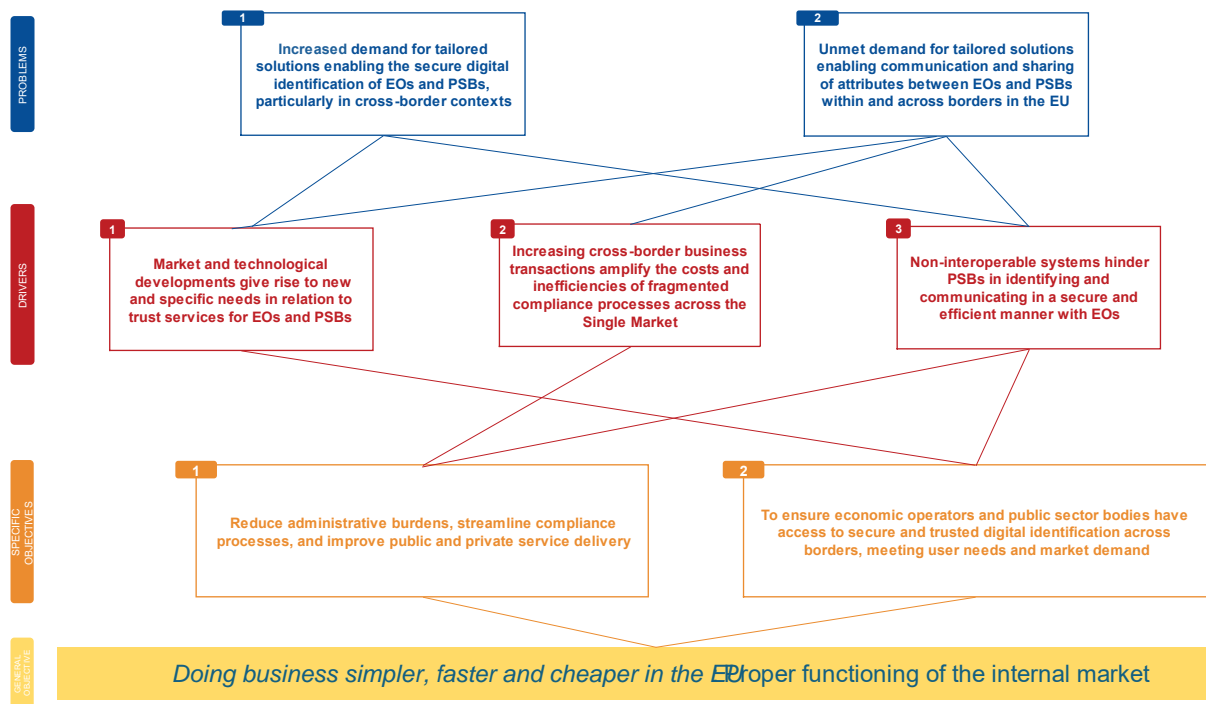 PROBLEMS
1
Increased demand for tailored
solutions enabling the secure digital
identification of EOs and PSBs,
particularly in cross-border contexts
2
Unmet demand for tailored solutions
enabling communication and sharing
of attributes between EOs and PSBs
within and across borders in the EU
DRIVERS
1
Market and technological
developments give rise to new
and specific needs in relation to
trust services for EOs and PSBs
2
Increasing cross-border business
transactions amplify the costs and
inefficiencies of fragmented
compliance processes across the
Single Market
3
Non-interoperable systems hinder
PSBs in identifying and
communicating in a secure and
efficient manner with EOs
SPECIFIC
OBJECTIVES
1
Reduce administrative burdens, streamline compliance
processes, and improve public and private service delivery
2
To ensure economic operators and public sector bodies have
access to secure and trusted digital identification across
borders, meeting user needs and market demand
GENERAL
OBJECTIVE
Doing business simpler, faster and cheaper in the EU
Proper functioning of the internal market